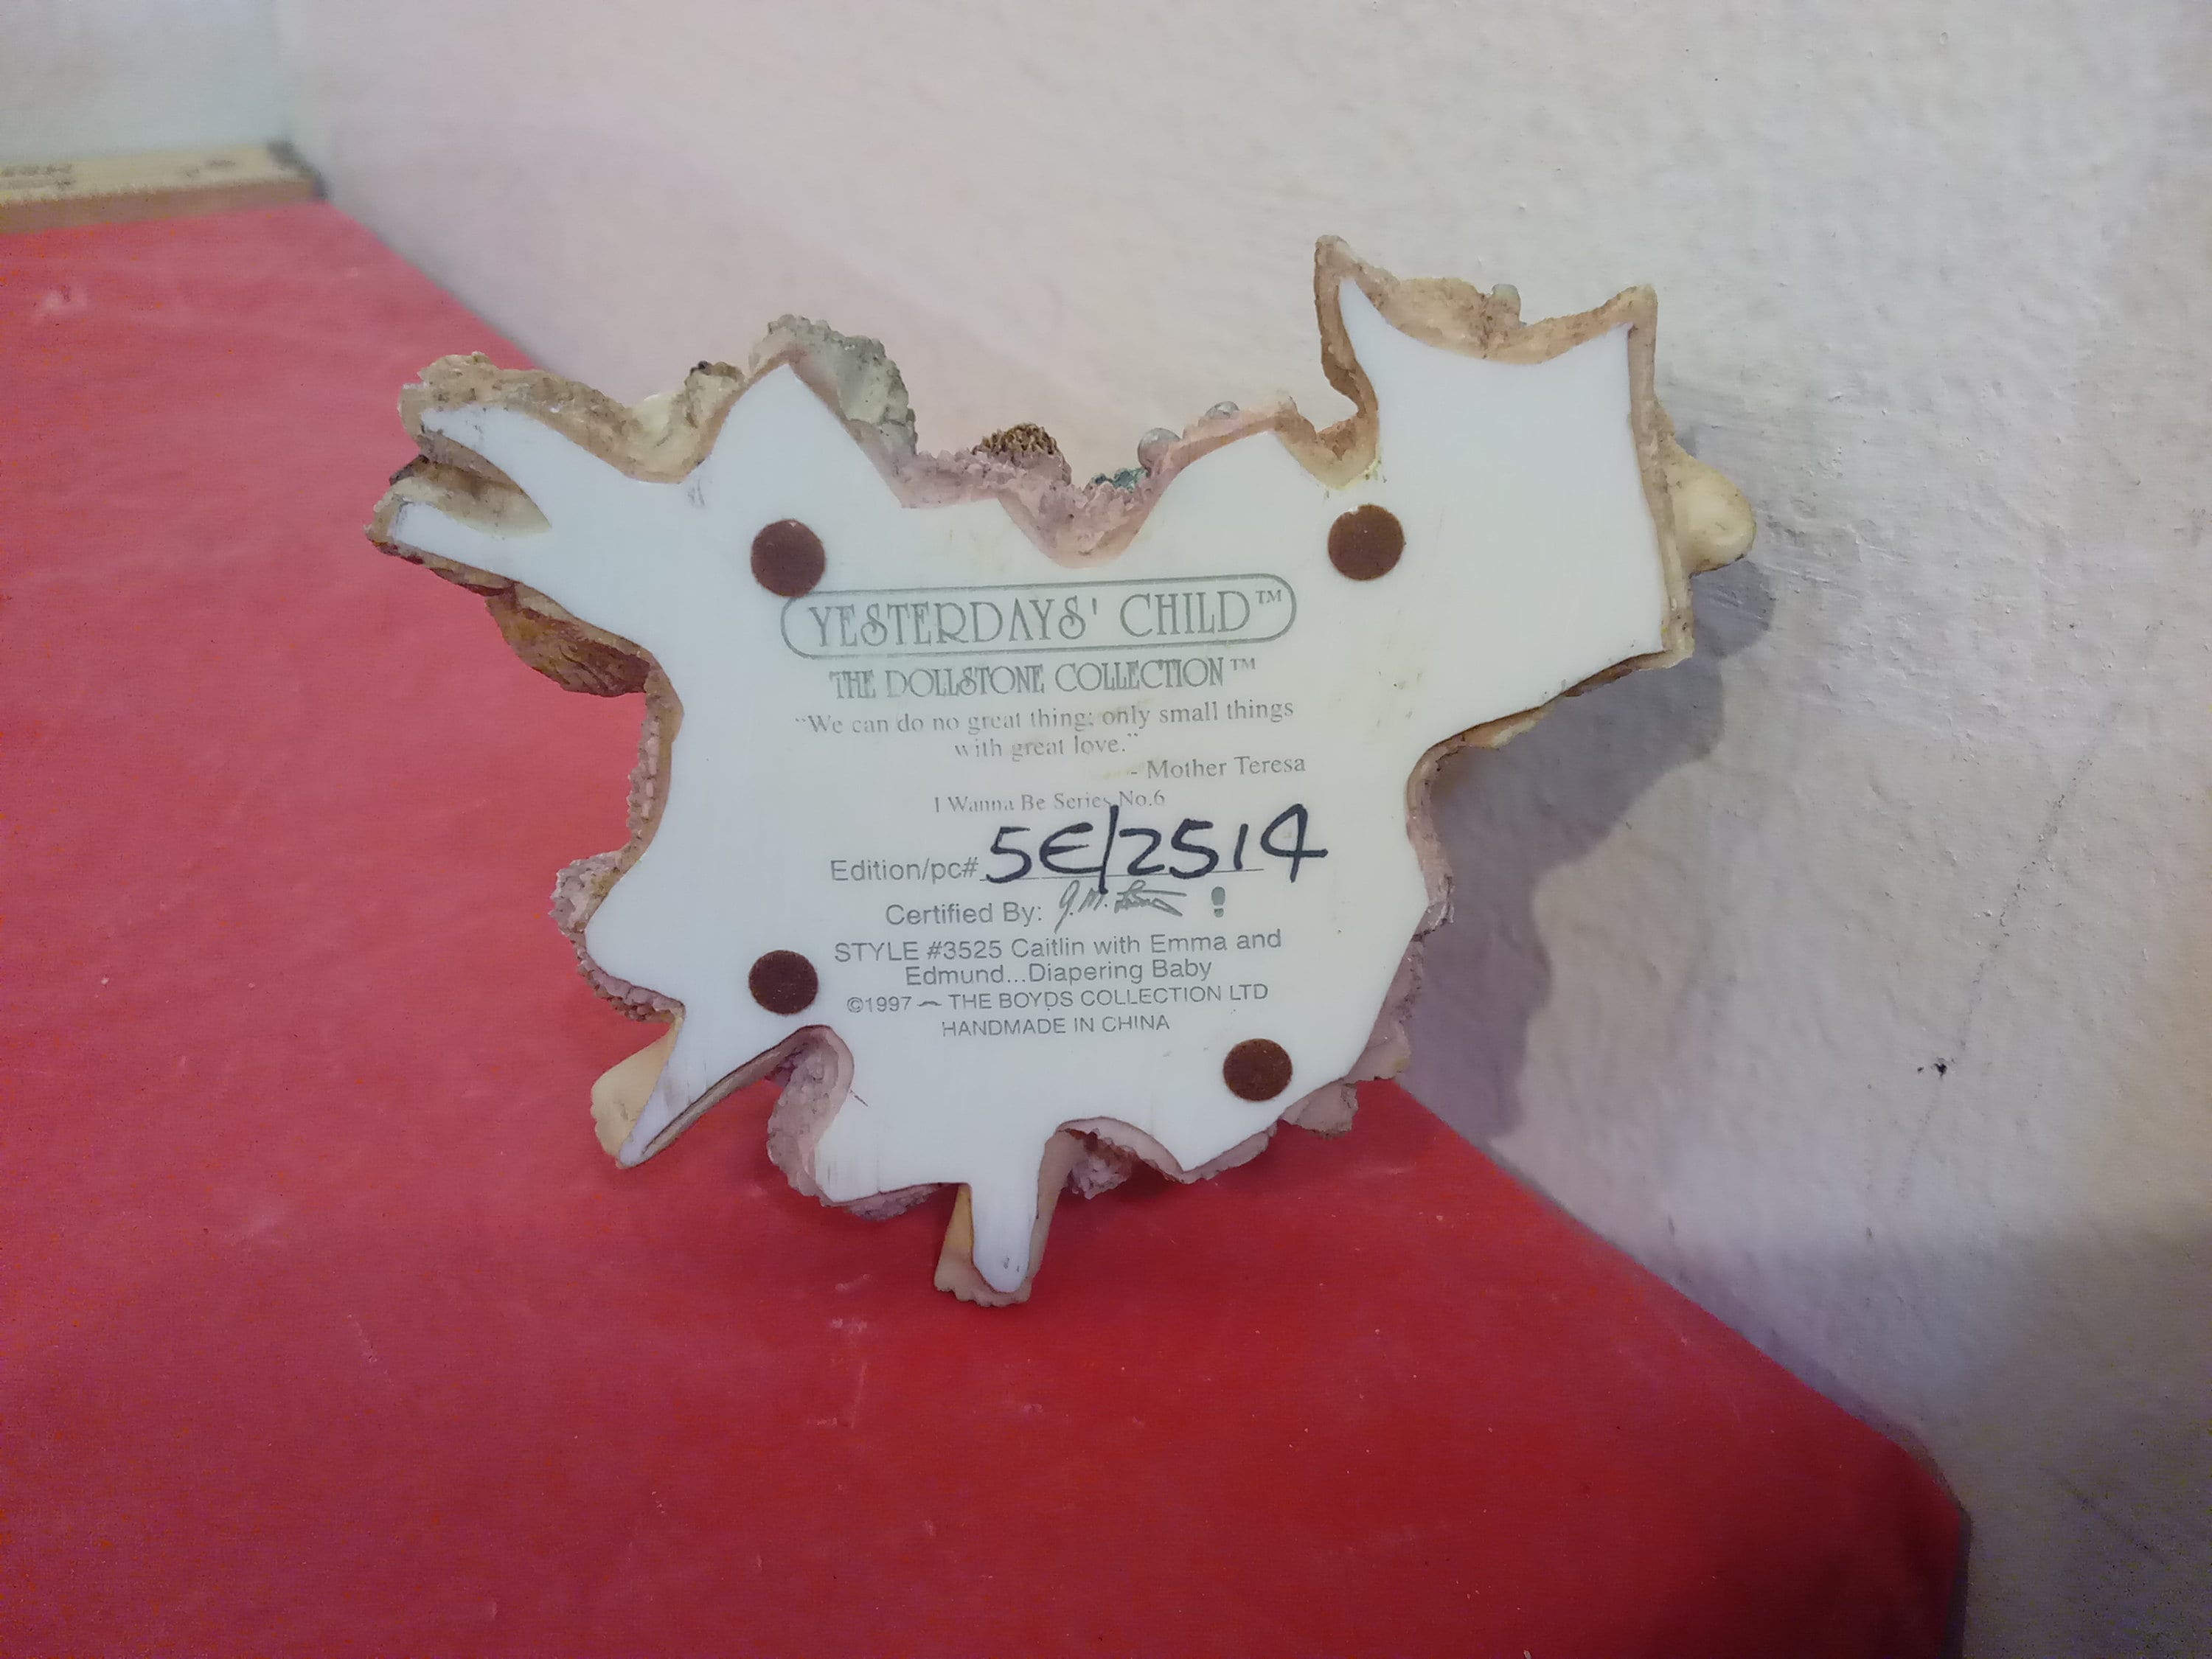 YESTERDAYS' CHILD™
THE DOLLSTONE COLLECTION™
"We can do no great thing; only small things
with great love."
- Mother Teresa
I Wanna Be Series No.6
Edition/pc# 5E/2514
Certified By: J.M.
STYLE #3525 Caitlin with Emma and
Edmund...Diapering Baby
©1997 ~ THE BOYDS COLLECTION LTD
HANDMADE IN CHINA